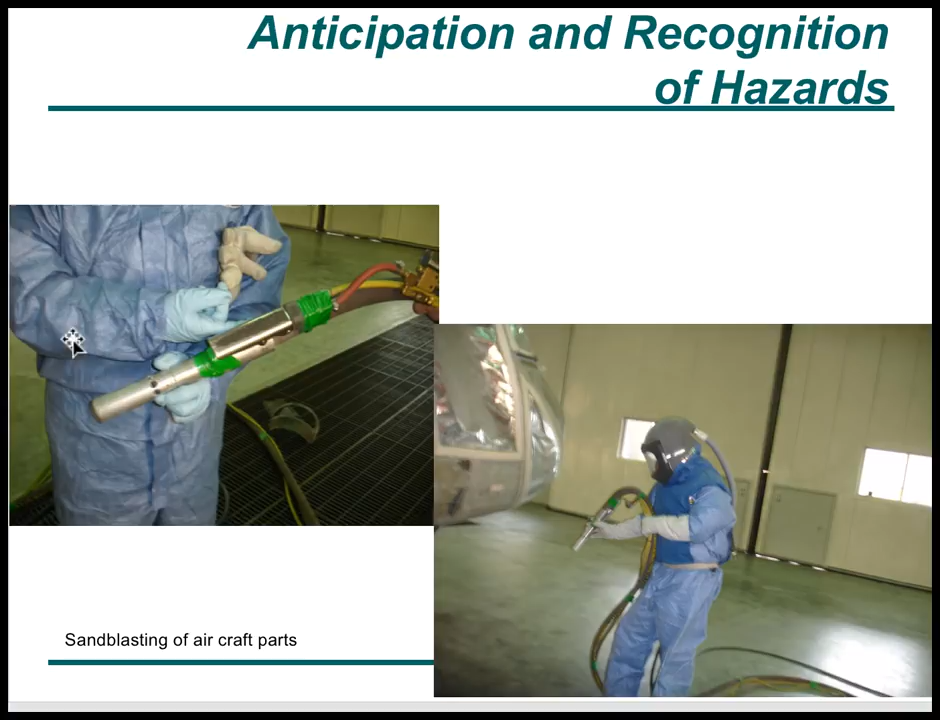 Anticipation and Recognition
of Hazards
Sandblasting of air craft parts